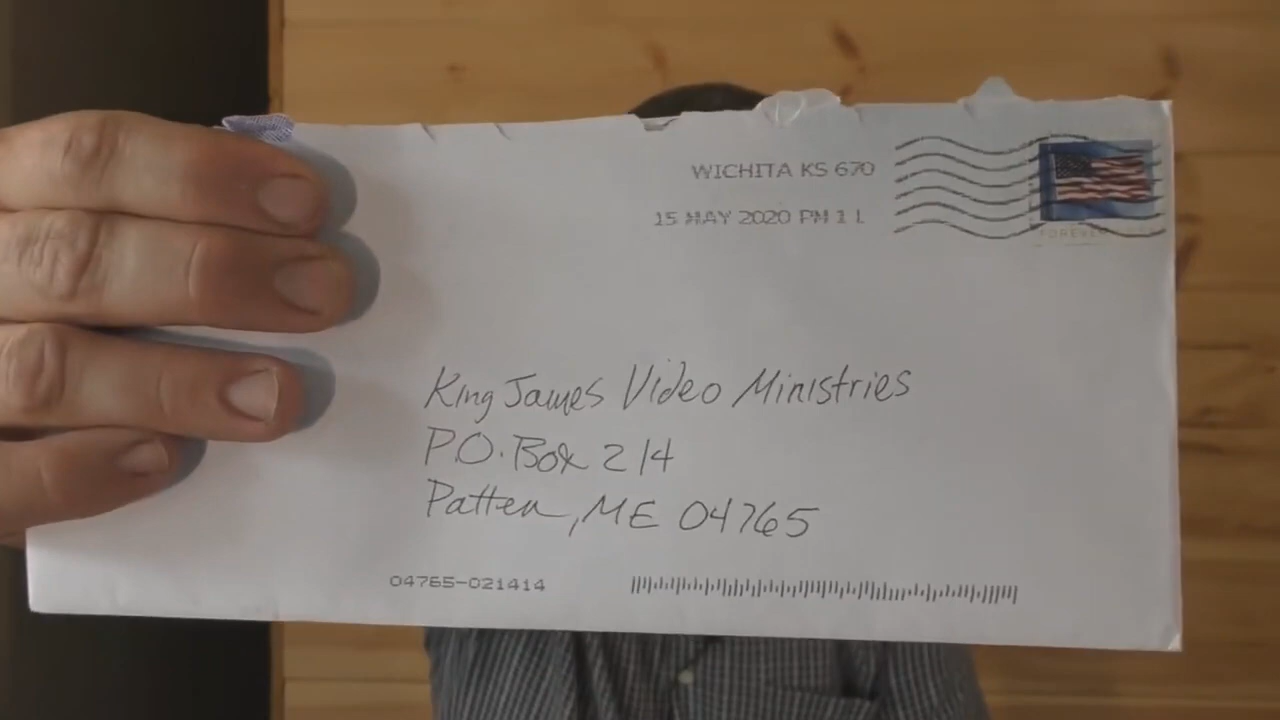 WICHITA KS 670
15 MAY 2020 PM 1 L
FOREVER
King James Video Ministries
P.O. Box 214
Patten, ME 04765
04765-021414